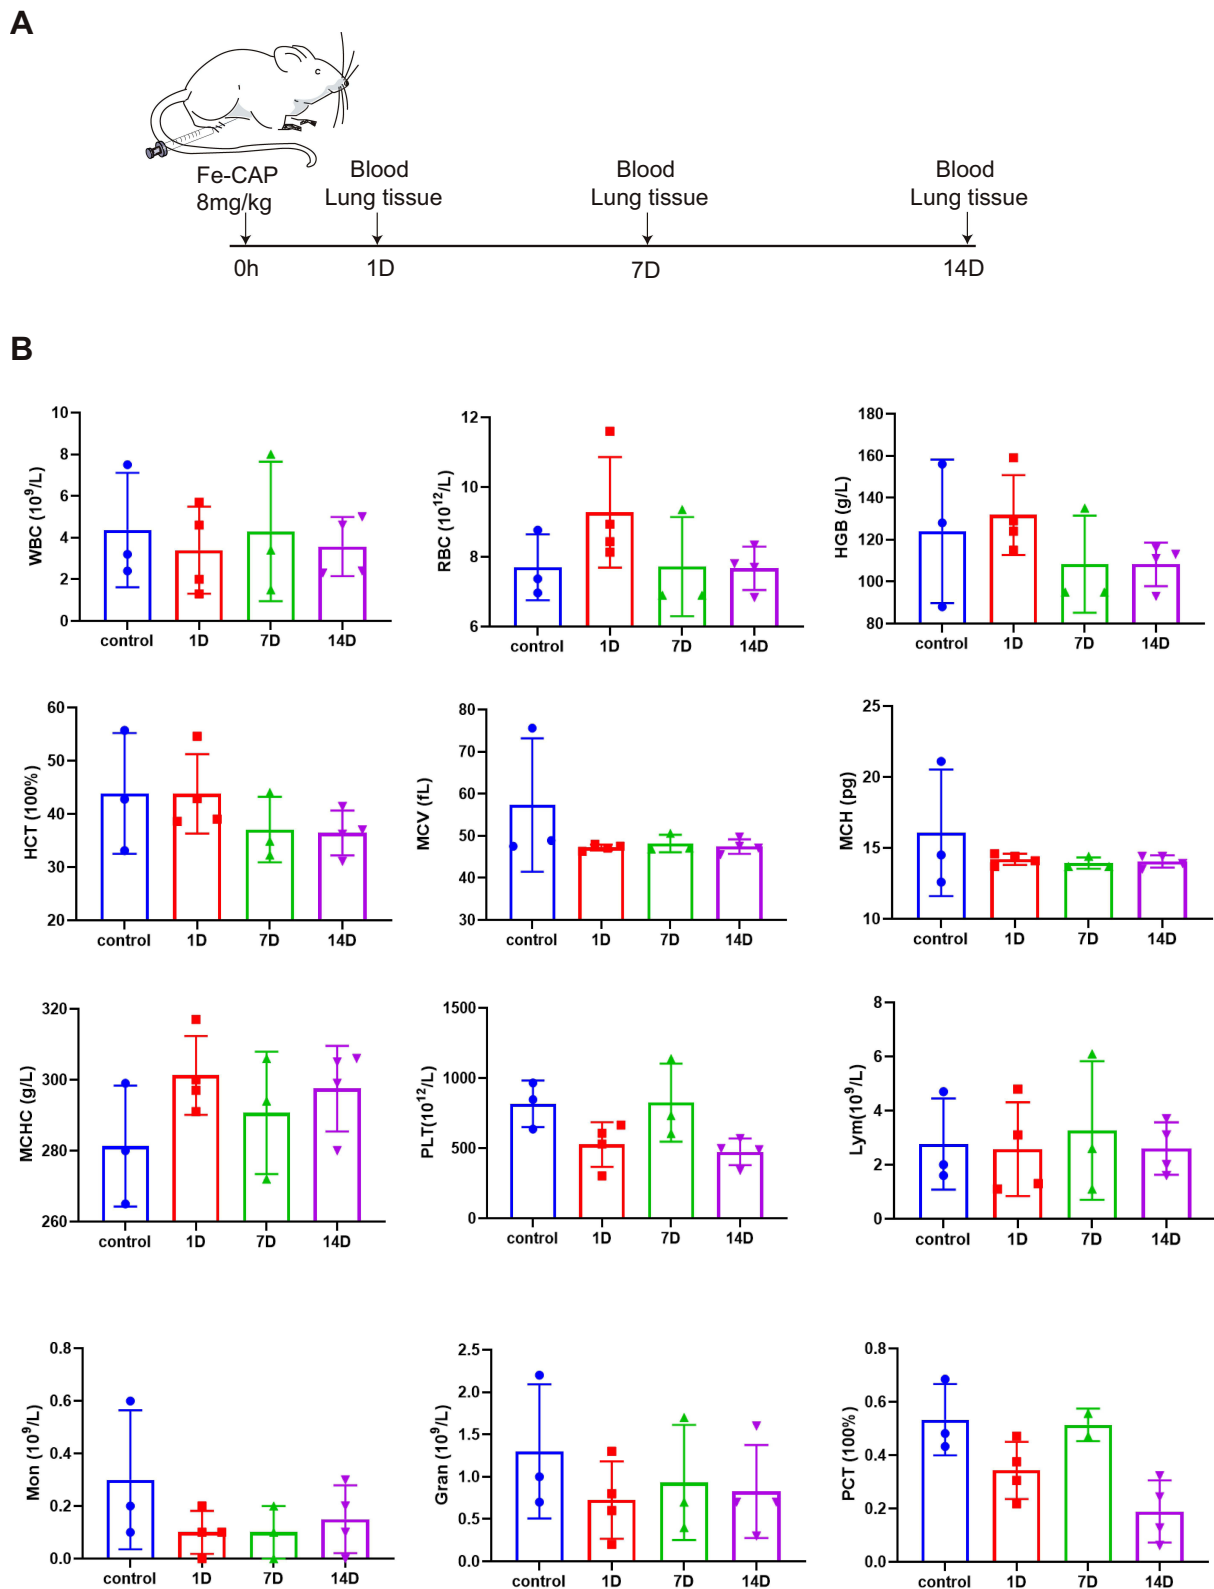 A
Fe-CAP
8mg/kg
Blood
Lung tissue
Blood
Lung tissue
Blood
Lung tissue
0h
1D
7D
14D
B
WBC (10⁹/L)
10
8
6
4
2
0
control 1D 7D 14D
RBC (10¹²/L)
12
10
8
6
control 1D 7D 14D
HGB (g/L)
180
160
140
120
100
80
control 1D 7D 14D
HCT (100%)
60
50
40
30
20
control 1D 7D 14D
MCV (fL)
80
70
60
50
40
30
control 1D 7D 14D
MCH (pg)
25
20
15
10
control 1D 7D 14D
MCHC (g/L)
320
300
280
260
control 1D 7D 14D
PLT(10¹²/L)
1500
1000
500
0
control 1D 7D 14D
Lym(10⁹/L)
8
6
4
2
0
control 1D 7D 14D
Mon (10⁹/L)
0.8
0.6
0.4
0.2
0.0
control 1D 7D 14D
Gran (10⁹/L)
2.5
2.0
1.5
1.0
0.5
0.0
control 1D 7D 14D
PCT (100%)
0.8
0.6
0.4
0.2
0.0
control 1D 7D 14D